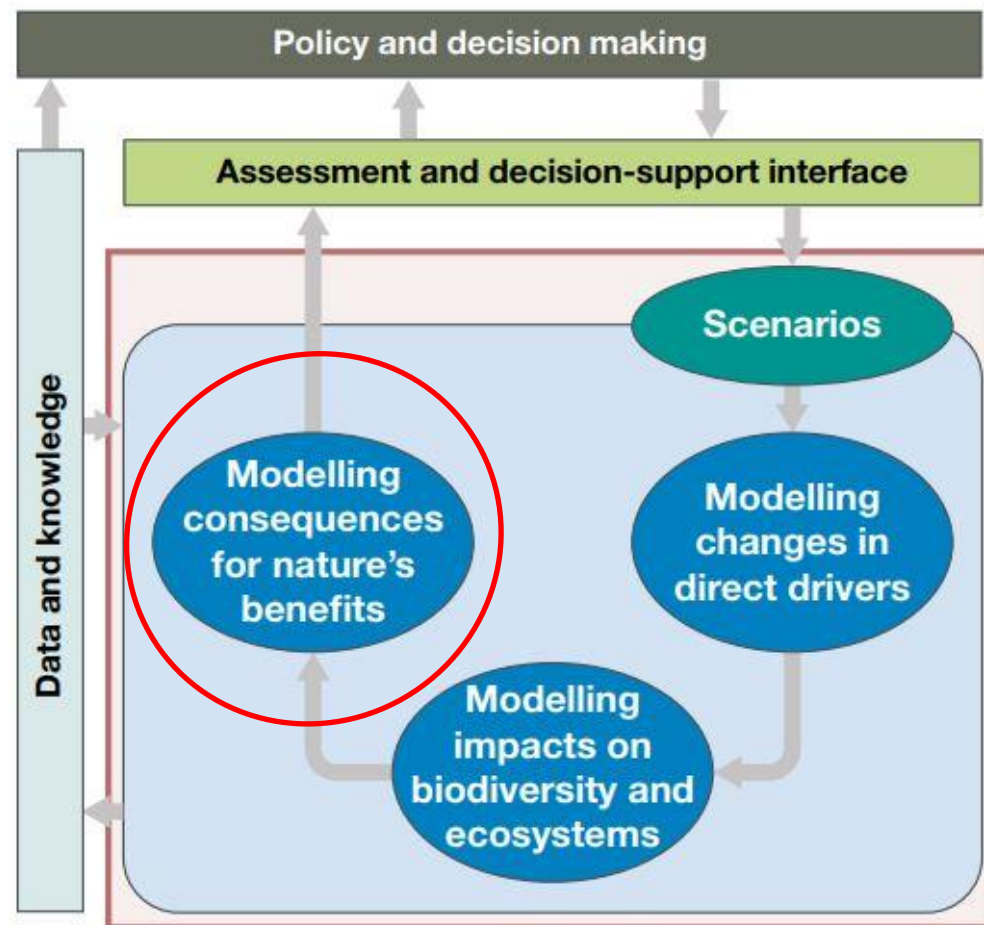 Policy and decision making
Assessment and decision-support interface
Data and knowledge
Scenarios
Modelling
consequences
for nature's
benefits
Modelling
changes in
direct drivers
Modelling
impacts on
biodiversity and
ecosystems